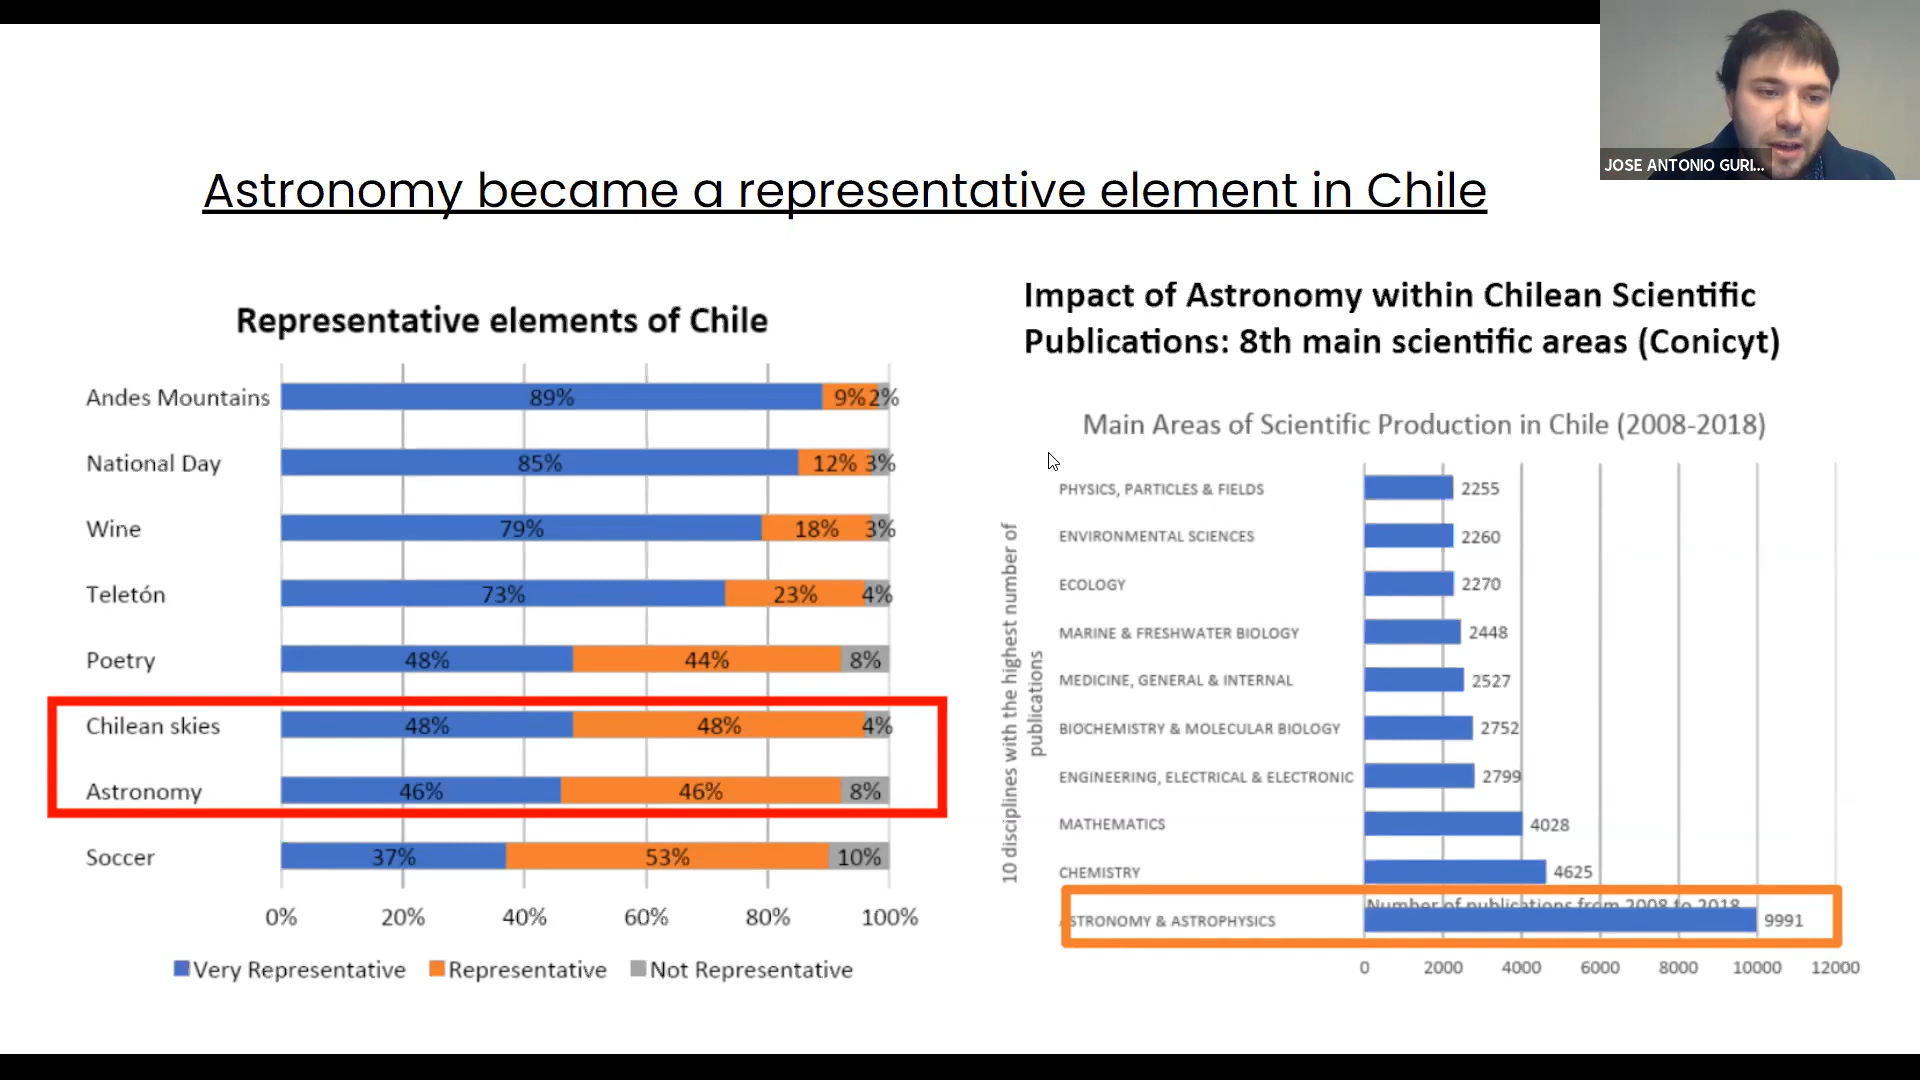 JOSE ANTONIO GURI...
Astronomy became a representative element in Chile
Representative elements of Chile
Andes Mountains 89% 9% 2%
National Day 85% 12% 3%
Wine 79% 18% 3%
Teletón 73% 23% 4%
Poetry 48% 44% 8%
Chilean skies 48% 48% 4%
Astronomy 46% 46% 8%
Soccer 37% 53% 10%
0% 20% 40% 60% 80% 100%
Very Representative Representative Not Representative
Impact of Astronomy within Chilean Scientific
Publications: 8th main scientific areas (Conicyt)
Main Areas of Scientific Production in Chile (2008-2018)
10 disciplines with the highest number of
publications
PHYSICS, PARTICLES & FIELDS 2255
ENVIRONMENTAL SCIENCES 2260
ECOLOGY 2270
MARINE & FRESHWATER BIOLOGY 2448
MEDICINE, GENERAL & INTERNAL 2527
BIOCHEMISTRY & MOLECULAR BIOLOGY 2752
ENGINEERING, ELECTRICAL & ELECTRONIC 2799
MATHEMATICS 4028
CHEMISTRY 4625
Number of publications from 2008 to 2018
ASTRONOMY & ASTROPHYSICS 9991
0 2000 4000 6000 8000 10000 12000